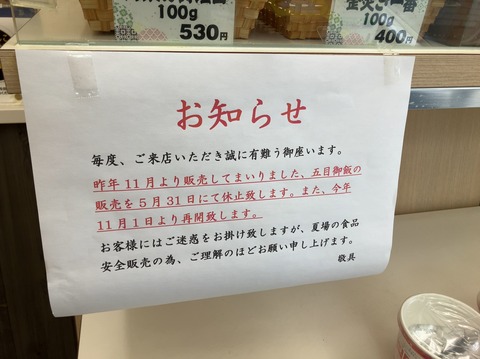 100g
530円
100g
400円
お知らせ
毎度、ご来店いただき誠に有難う御座います。
昨年11月より販売してまいりました、五目御飯の
販売を5月31日にて休止致します。また、今年
11月1日より再開致します。
お客様にはご迷惑をお掛け致しますが、夏場の食品
安全販売の為、ご理解のほどお願い申し上げます。
敬具